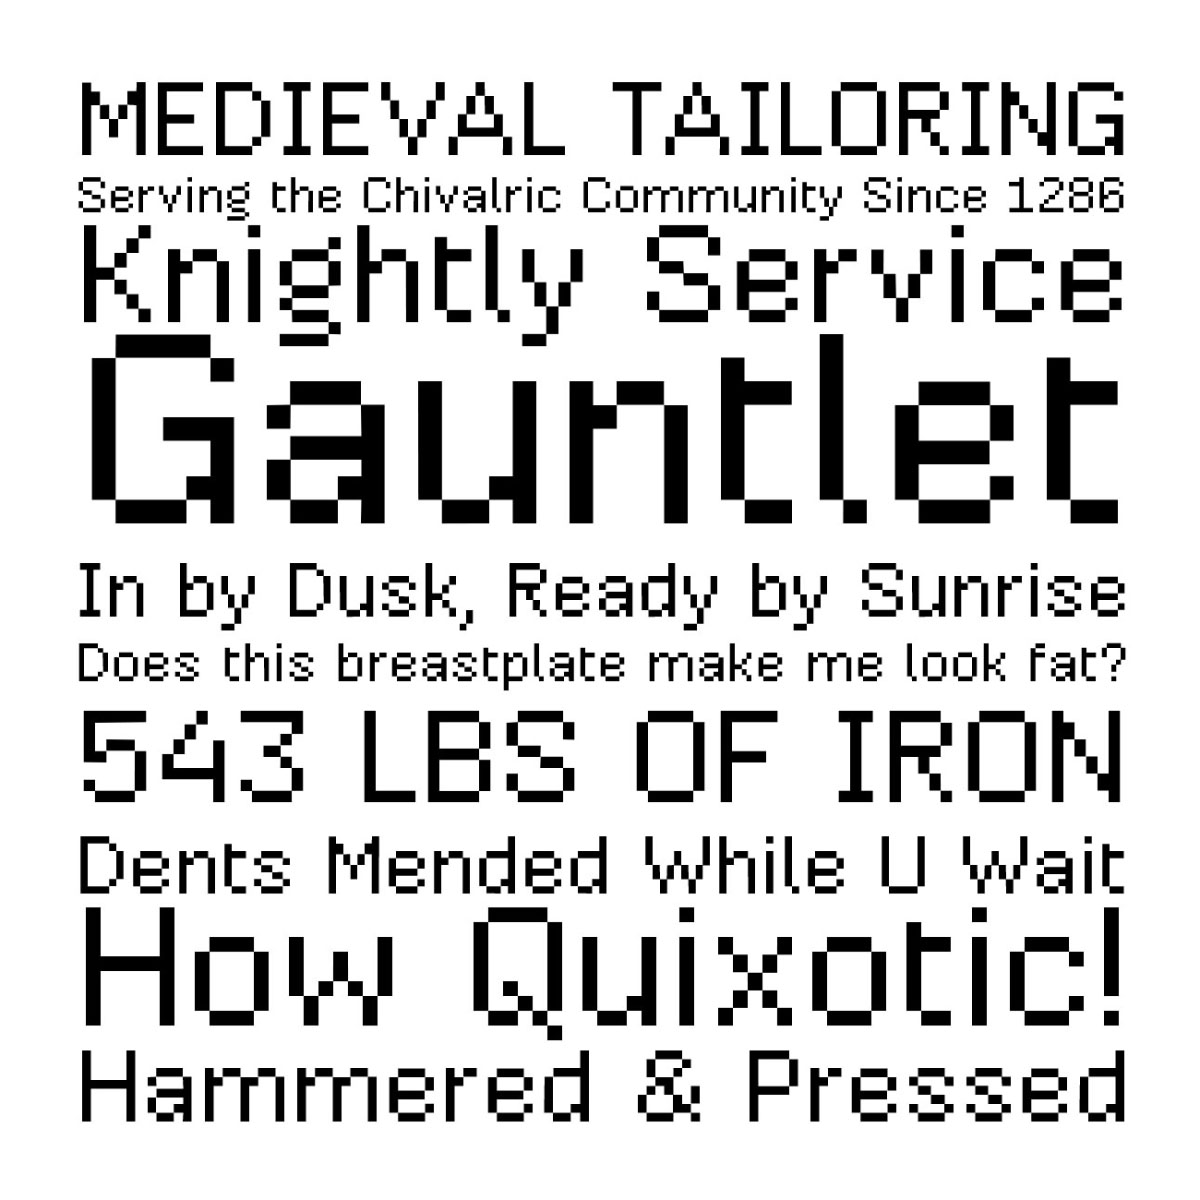 MEDIEVAL TAILORING
Serving the Chivalric Community Since 1286
Knightly Service
Gauntlet
In by Dusk, Ready by Sunrise
Does this breastplate make me look fat?
543 LBS OF IRON
Dents Mended While U Wait
How Quixotic!
Hammered & Pressed